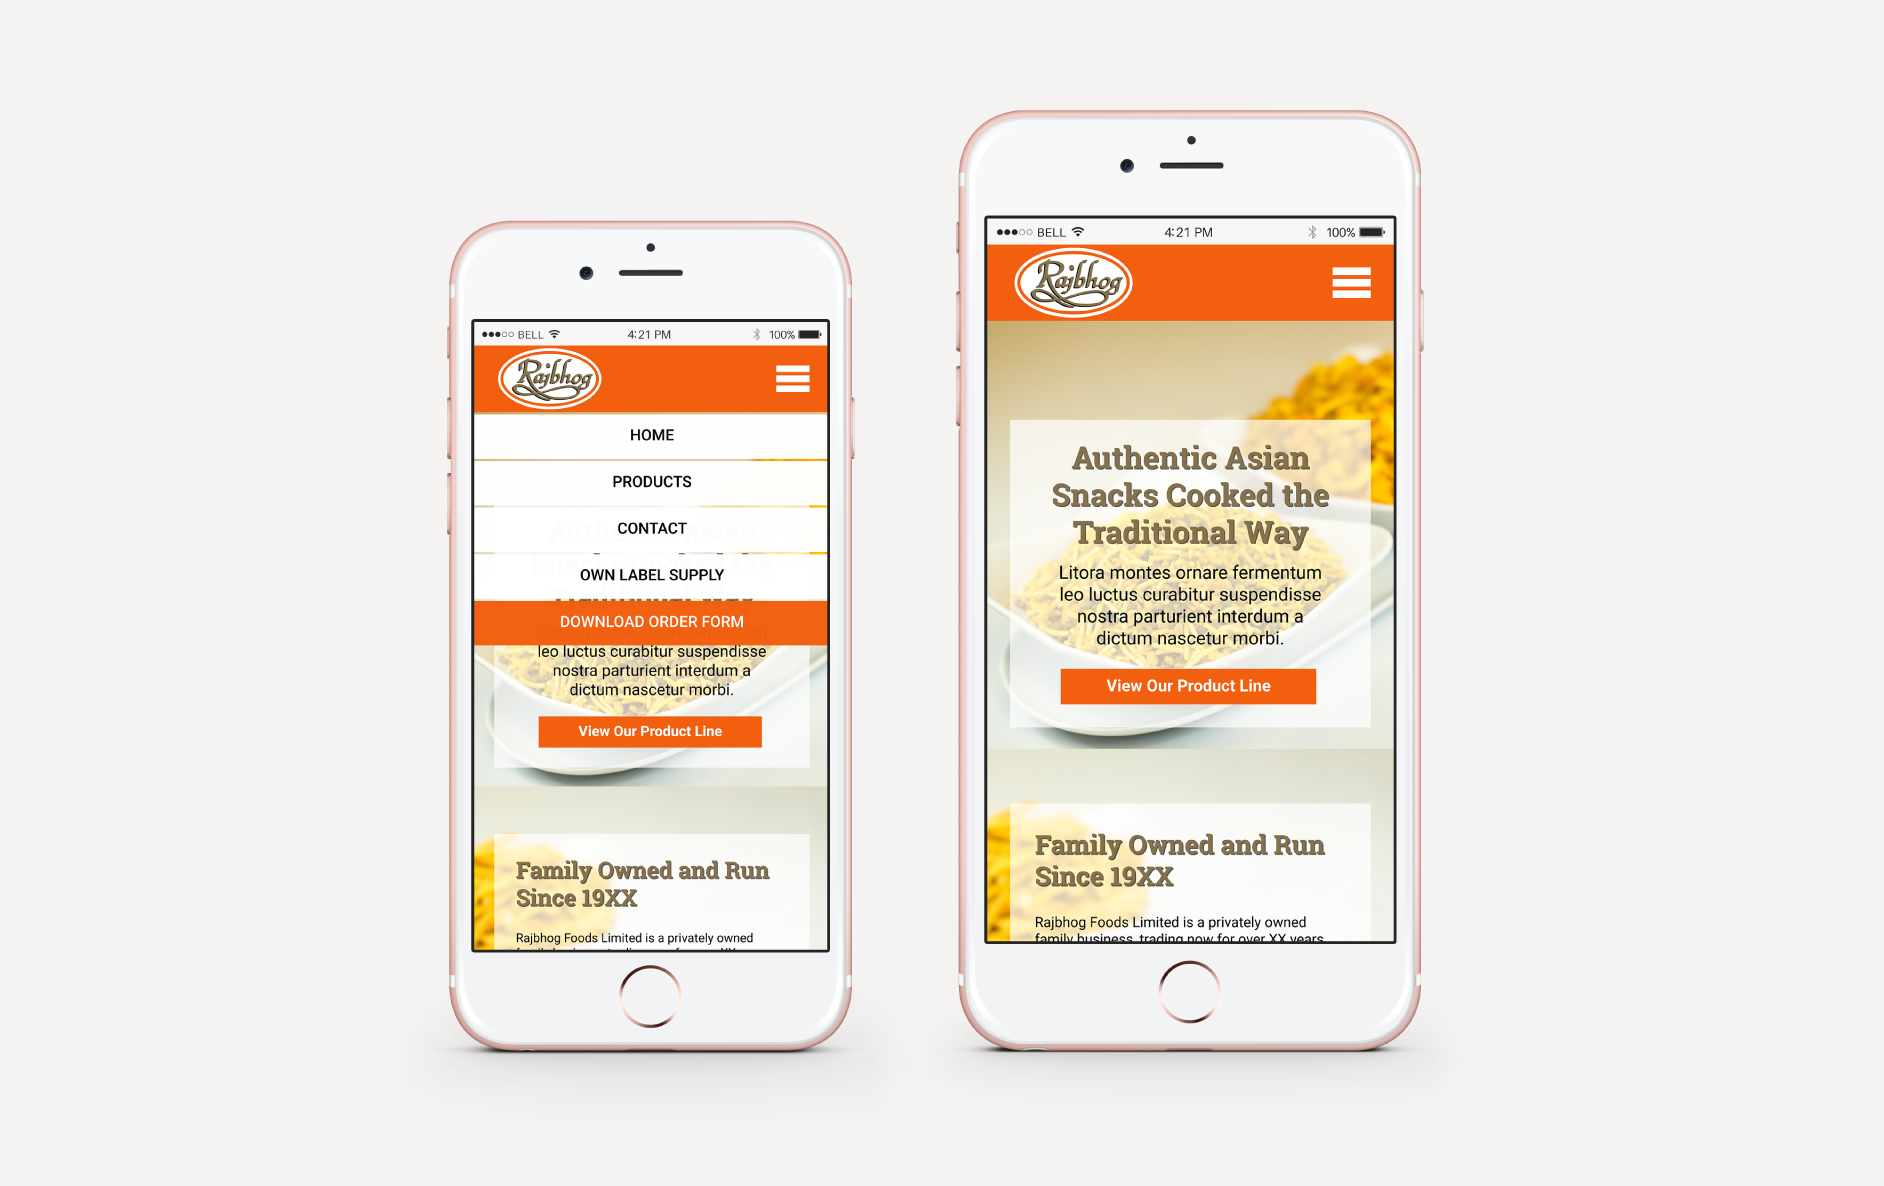 BELL
4:21 PM
100%
Rajbhog
HOME
PRODUCTS
CONTACT
OWN LABEL SUPPLY
DOWNLOAD ORDER FORM
leo luctus curabitur suspendisse
nostra parturient interdum a
dictum nascetur morbi.
View Our Product Line
Family Owned and Run
Since 19XX
Rajbhog Foods Limited is a privately owned
BELL
4:21 PM
100%
Rajbhog
Authentic Asian
Snacks Cooked the
Traditional Way
Litora montes ornare fermentum
leo luctus curabitur suspendisse
nostra parturient interdum a
dictum nascetur morbi.
View Our Product Line
Family Owned and Run
Since 19XX
Rajbhog Foods Limited is a privately owned
family business, trading now for over XX years